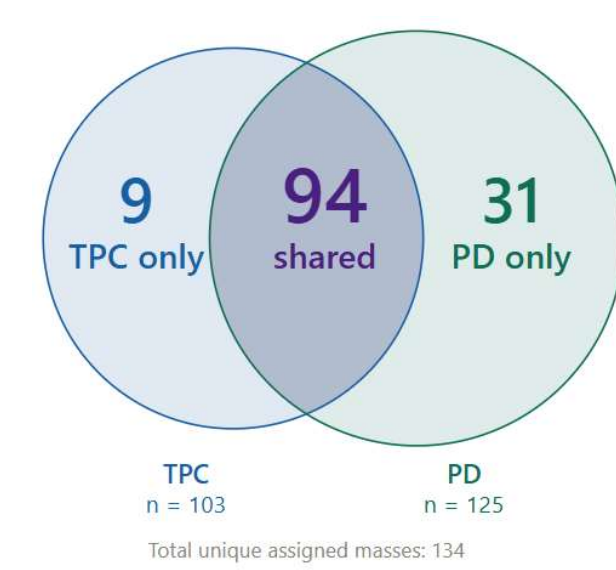 9
TPC only
94
shared
31
PD only
TPC
n = 103
PD
n = 125
Total unique assigned masses: 134